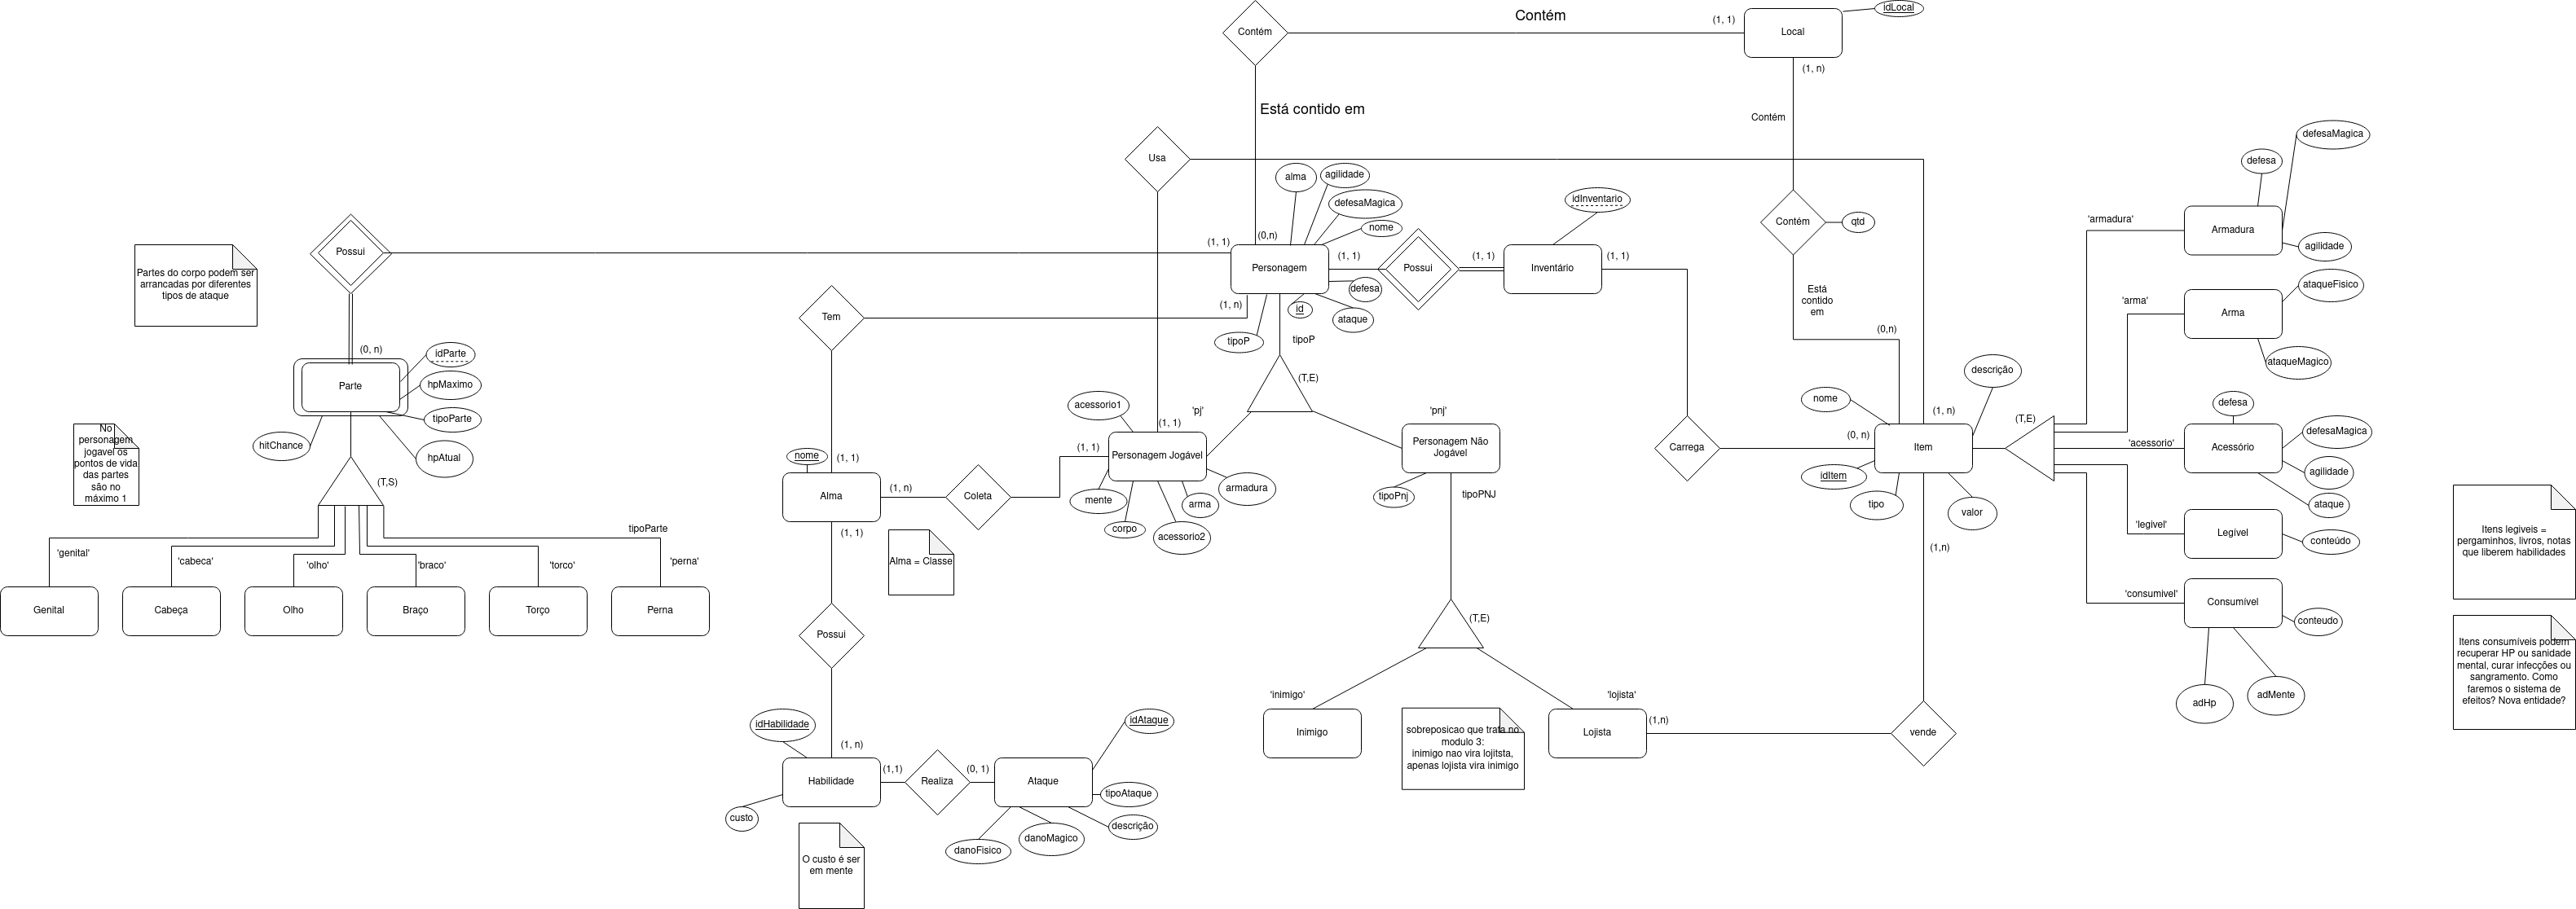 Contém
Contém
(1, 1)
Local
idLocal
(1, n)
Está contido em
Contém
Usa
defesaMagica
defesa
alma
agilidade
defesaMagica
nome
idInventario
Contém
qtd
'armadura'
Armadura
agilidade
Possui
(1, 1)
(0,n)
Personagem
(1, 1)
Possui
(1, 1)
Inventário
(1, 1)
Partes do corpo podem ser
arrancadas por diferentes
tipos de ataque
defesa
id
ataque
(1, n)
tipoP
tipoP
Tem
Está
contido
em
(0,n)
'arma'
Arma
ataqueFisico
ataqueMagico
(0, n)
Parte
idParte
hpMaximo
tipoParte
hpAtual
hitChance
(T,E)
descrição
nome
(1, n)
No
personagem
jogavel os
pontos de vida
das partes
são no
máximo 1
acessorio1
'pj'
(1, 1)
'pnj'
(1, 1)
Personagem Jogável
Personagem Não
Jogável
Carrega
(0, n)
Item
(T,E)
'acessorio'
Acessório
defesa
defesaMagica
agilidade
ataque
nome
(1, 1)
Alma
(1, n)
Coleta
mente
corpo
acessorio2
arma
armadura
tipoPnj
tipoPNJ
idItem
tipo
valor
(T,S)
tipoParte
(1, 1)
Alma = Classe
(1,n)
'legivel'
Legível
conteúdo
Itens legiveis =
pergaminhos, livros, notas
que liberem habilidades
'genital'
'cabeca'
'olho'
'braco'
'torco'
'perna'
Genital
Cabeça
Olho
Braço
Torço
Perna
Possui
(T,E)
'consumivel'
Consumível
conteudo
adHp
adMente
Itens consumíveis podem
recuperar HP ou sanidade
mental, curar infecções ou
sangramento. Como
faremos o sistema de
efeitos? Nova entidade?
'inimigo'
'lojista'
Inimigo
sobreposicao que trata no
modulo 3:
inimigo nao vira lojitsta,
apenas lojista vira inimigo
Lojista
(1,n)
vende
idHabilidade
(1, n)
idAtaque
Habilidade
(1,1)
Realiza
(0, 1)
Ataque
tipoAtaque
custo
descrição
danoMagico
danoFisico
O custo é ser
em mente